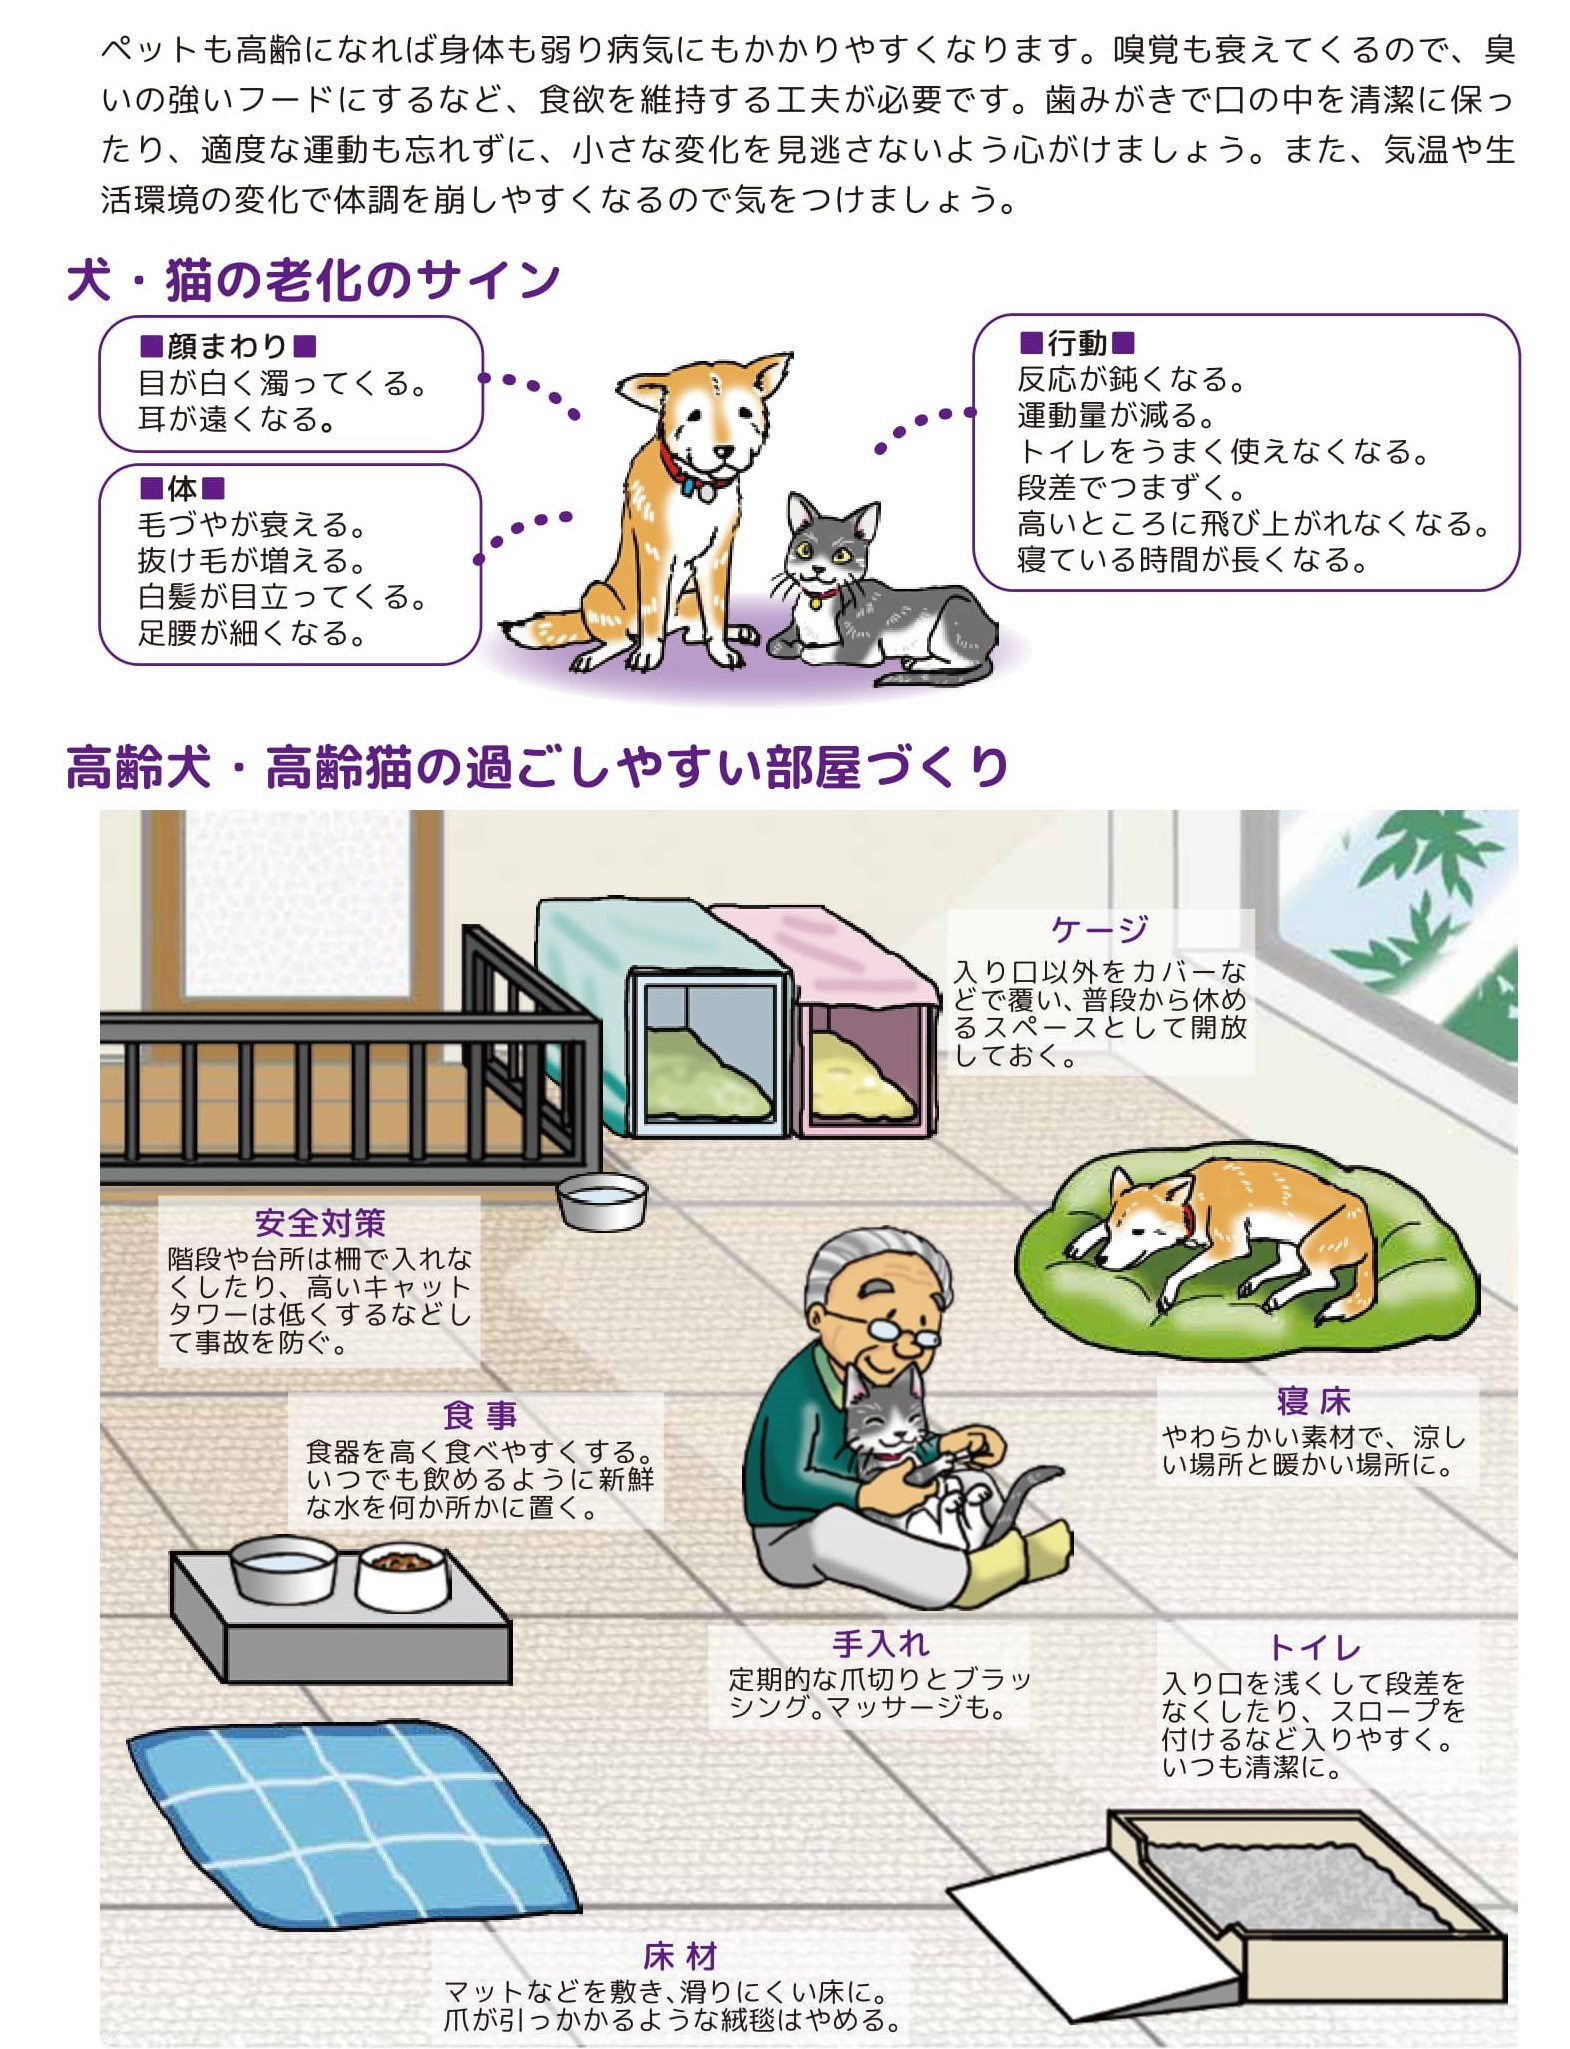 ペットも高齢になれば身体も弱り病気にもかかりやすくなります。嗅覚も衰えてくるので、臭
いの強いフードにするなど、食欲を維持する工夫が必要です。歯みがきで口の中を清潔に保っ
たり、適度な運動も忘れずに、小さな変化を見逃さないよう心がけましょう。また、気温や生
活環境の変化で体調を崩しやすくなるので気をつけましょう。
犬・猫の老化のサイン
■顔まわり■
目が白く濁ってくる。
耳が遠くなる。
■体■
毛づやが衰える。
抜け毛が増える。
白髪が目立ってくる。
足腰が細くなる。
■行動■
反応が鈍くなる。
運動量が減る。
トイレをうまく使えなくなる。
段差でつまずく。
高いところに飛び上がれなくなる。
寝ている時間が長くなる。
高齢犬・高齢猫の過ごしやすい部屋づくり
ケージ
入り口以外をカバーな
どで覆い、普段から休め
るスペースとして開放
しておく。
安全対策
階段や台所は柵で入れな
くしたり、高いキャット
タワーは低くするなどし
て事故を防ぐ。
食事
食器を高く食べやすくする。
いつでも飲めるように新鮮
な水を何か所かに置く。
寝床
やわらかい素材で、涼し
い場所と暖かい場所に。
手入れ
定期的な爪切りとブラッ
シング。マッサージも。
トイレ
入り口を浅くして段差を
なくしたり、スロープを
付けるなど入りやすく。
いつも清潔に。
床材
マットなどを敷き、滑りにくい床に。
爪が引っかかるような絨毯はやめる。